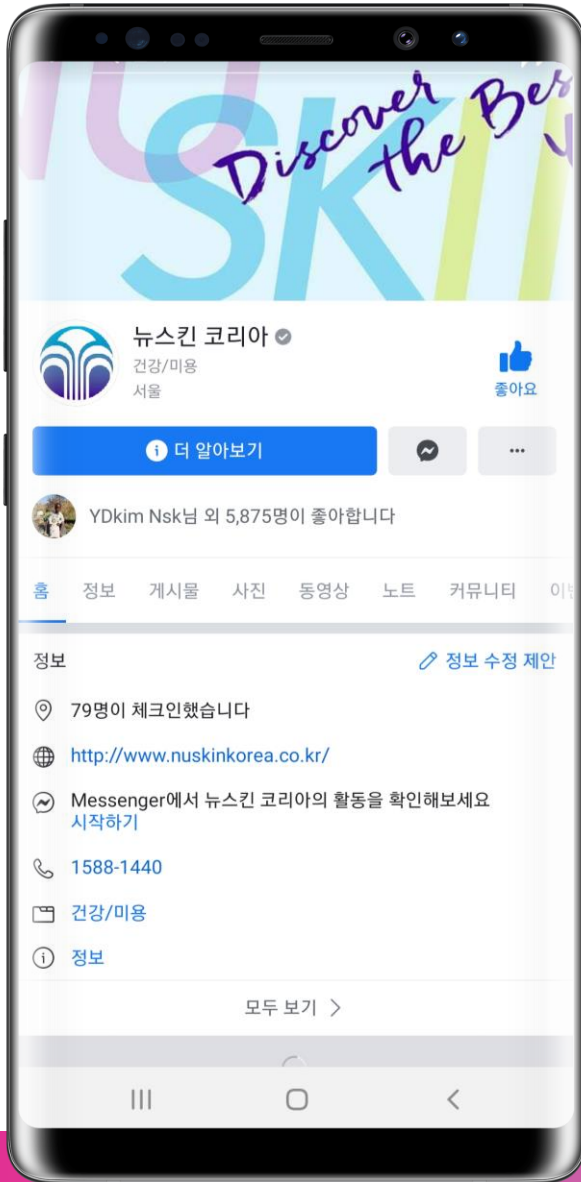 NU
SKIN
Discover
the Bes
뉴스킨 코리아
건강/미용
서울
좋아요
더 알아보기
YDkim Nsk님 외 5,875명이 좋아합니다
홈 정보 게시물 사진 동영상 노트 커뮤니티 이벤
정보
정보 수정 제안
79명이 체크인했습니다
http://www.nuskinkorea.co.kr/
Messenger에서 뉴스킨 코리아의 활동을 확인해보세요
시작하기
1588-1440
건강/미용
정보
모두 보기